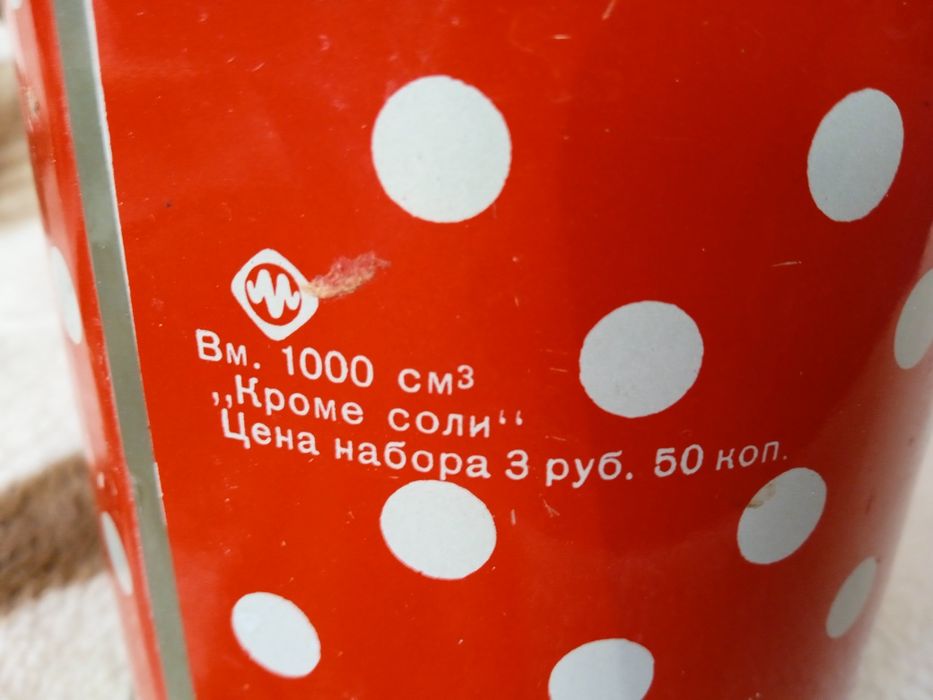 Вм. 1000 см³
„Кроме соли“
Цена набора 3 руб. 50 коп.